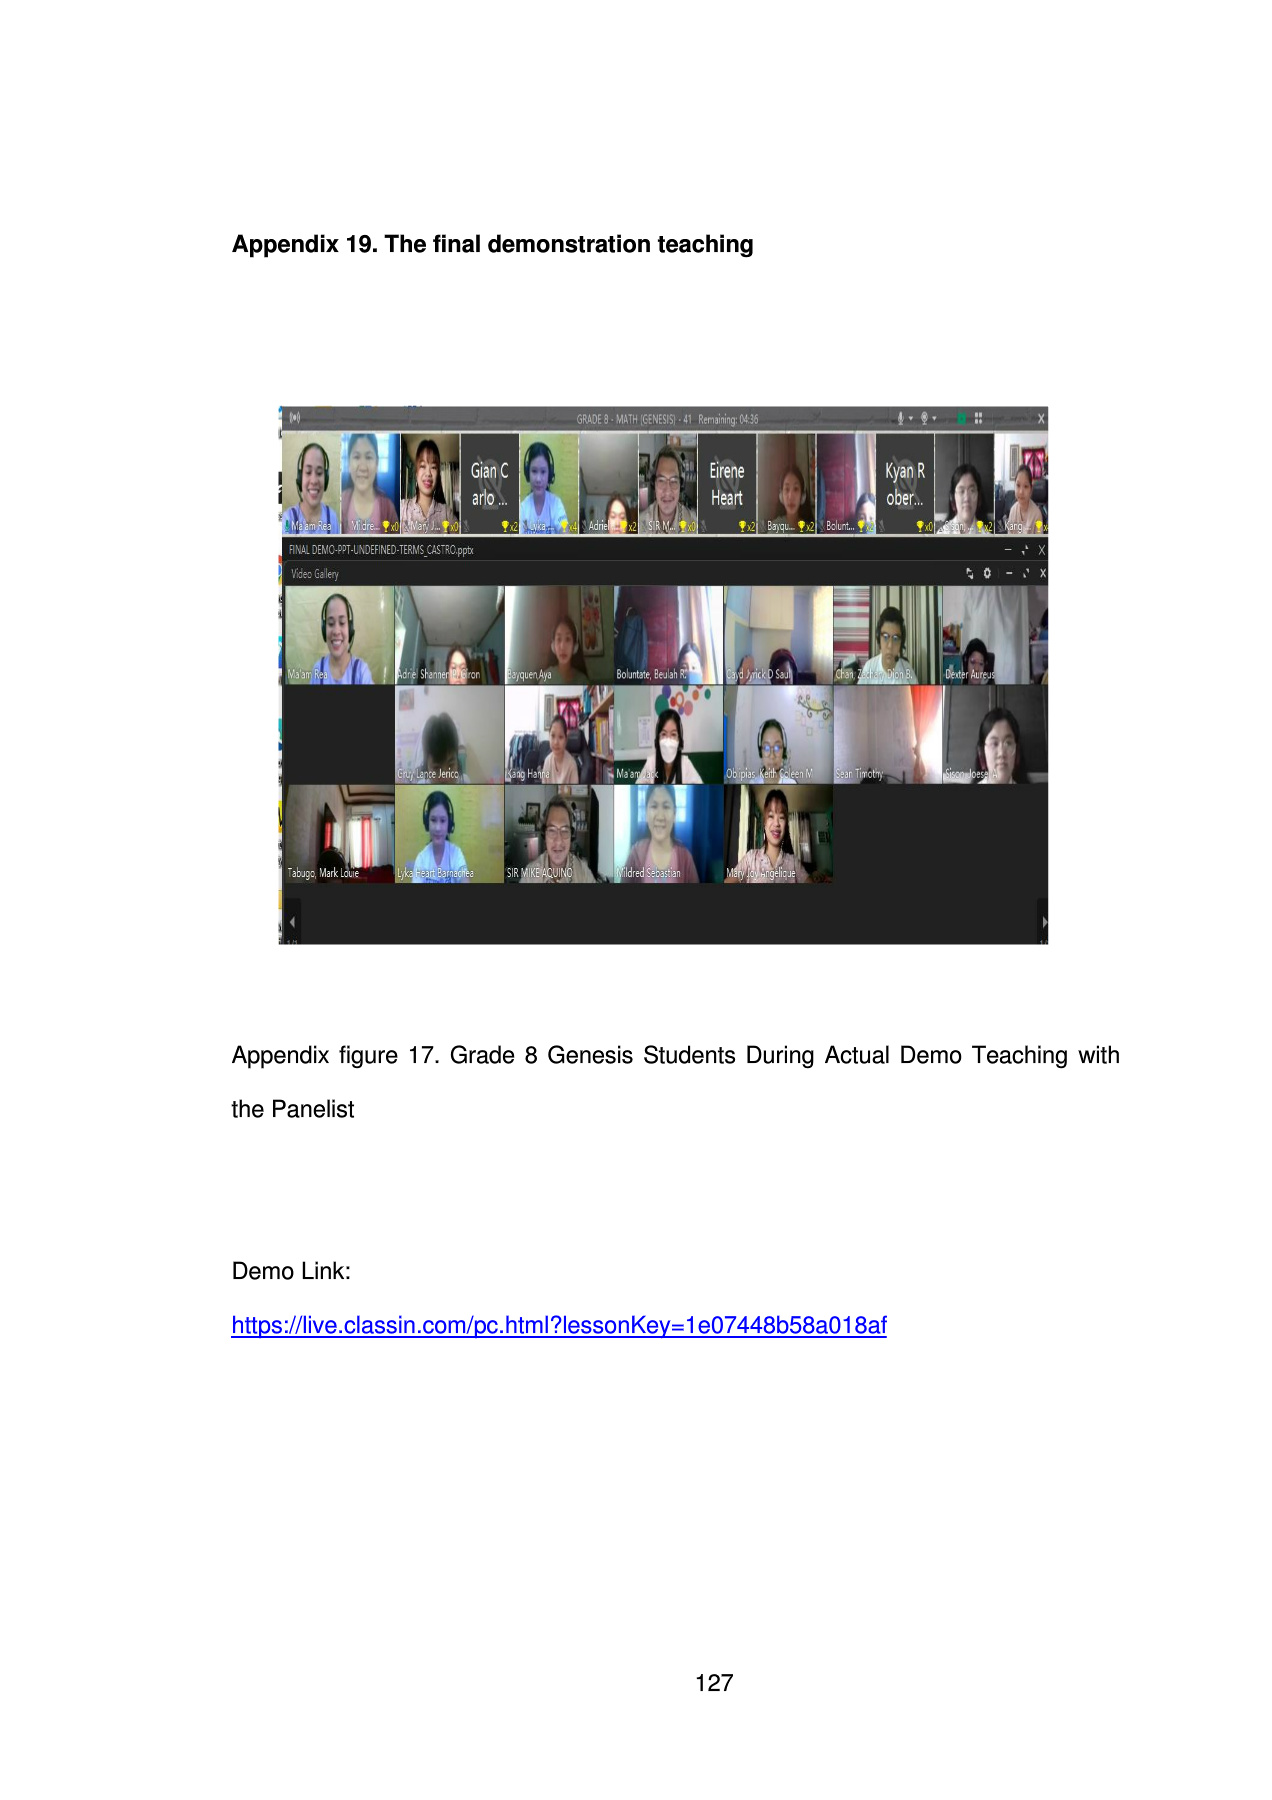 Appendix 19. The final demonstration teaching
GRADE 8 - MATH (GENESIS) - 41 Remaining: 04:36
Gian C
arlo ...
Eirene
Heart
Kyan R
ober...
Ma'am Rea
Mildre... x0
Mary J... x0
x2
Lyka... x4
Adriel... x2
SIR M... x0
x2
Bayqu... x2
Bolunt...
x0
Sison, ... x2
Kang...
FINAL DEMO-PPT-UNDEFINED-TERMS_CASTRO.pptx
Video Gallery
Ma'am Rea
Adriel Shannen Giron
Bayquen,Aya
Boluntate, Beulah R.
Cayd Jyrick D Saul
Chan, Zachary Dion B.
Dexter Aureus
Lance Jerico
Kang Hanna
Ma'am Jack
Keith Coleen M
Sean Timothy
Sison, Joese
Tabugo, Mark Louie
Lyka Heart Barnachea
SIR MIKE AQUINO
Mildred Sebastian
Mary Joy Angelique
Appendix figure 17. Grade 8 Genesis Students During Actual Demo Teaching with
the Panelist
Demo Link:
https://live.classin.com/pc.html?lessonKey=1e07448b58a018af
127